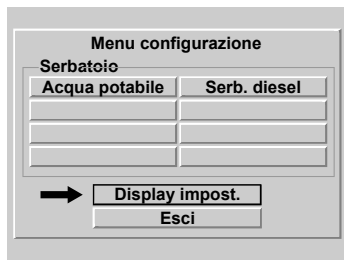 Menu configurazione
Serbatoio
Acqua potabile Serb. diesel
Display impost.
Esci